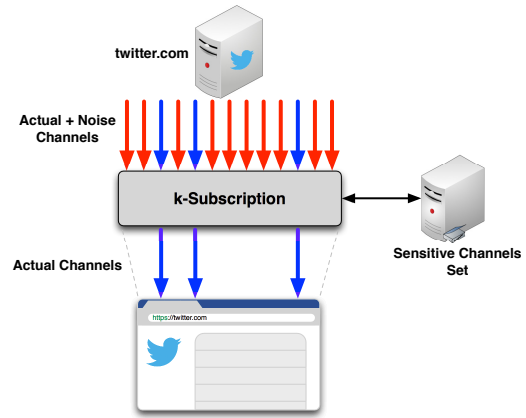 twitter.com
Actual + Noise
Channels
k-Subscription
Sensitive Channels
Set
Actual Channels
https://twitter.com